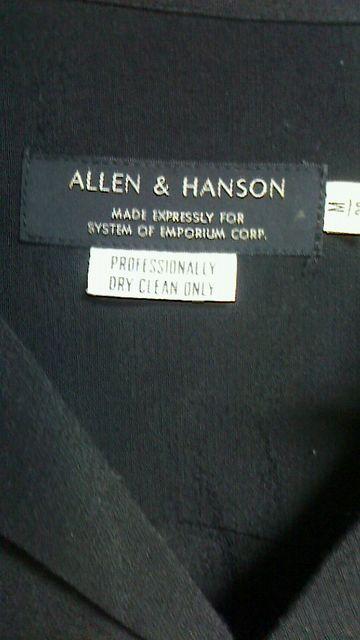 ALLEN & HANSON
MADE EXPRESSLY FOR
SYSTEM OF EMPORIUM CORP.
PROFESSIONALLY
DRY CLEAN ONLY